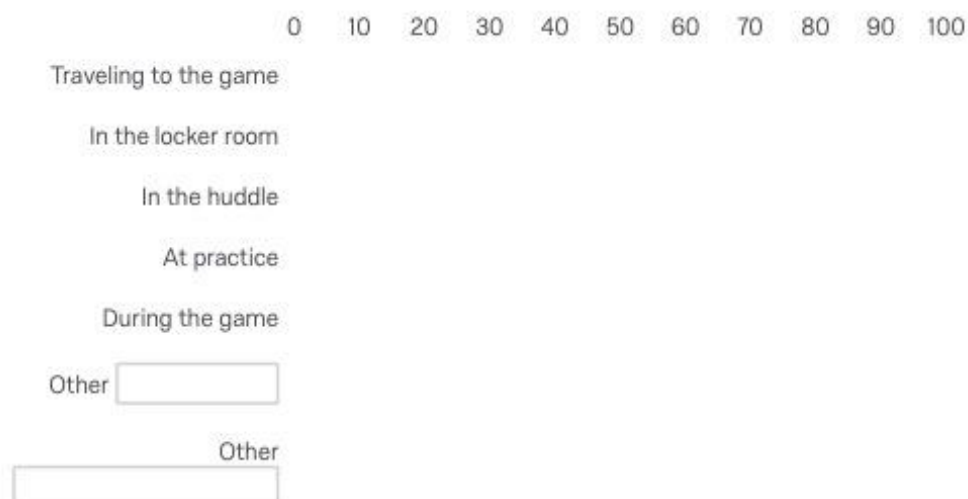 0 10 20 30 40 50 60 70 80 90 100
Traveling to the game
In the locker room
In the huddle
At practice
During the game
Other
Other